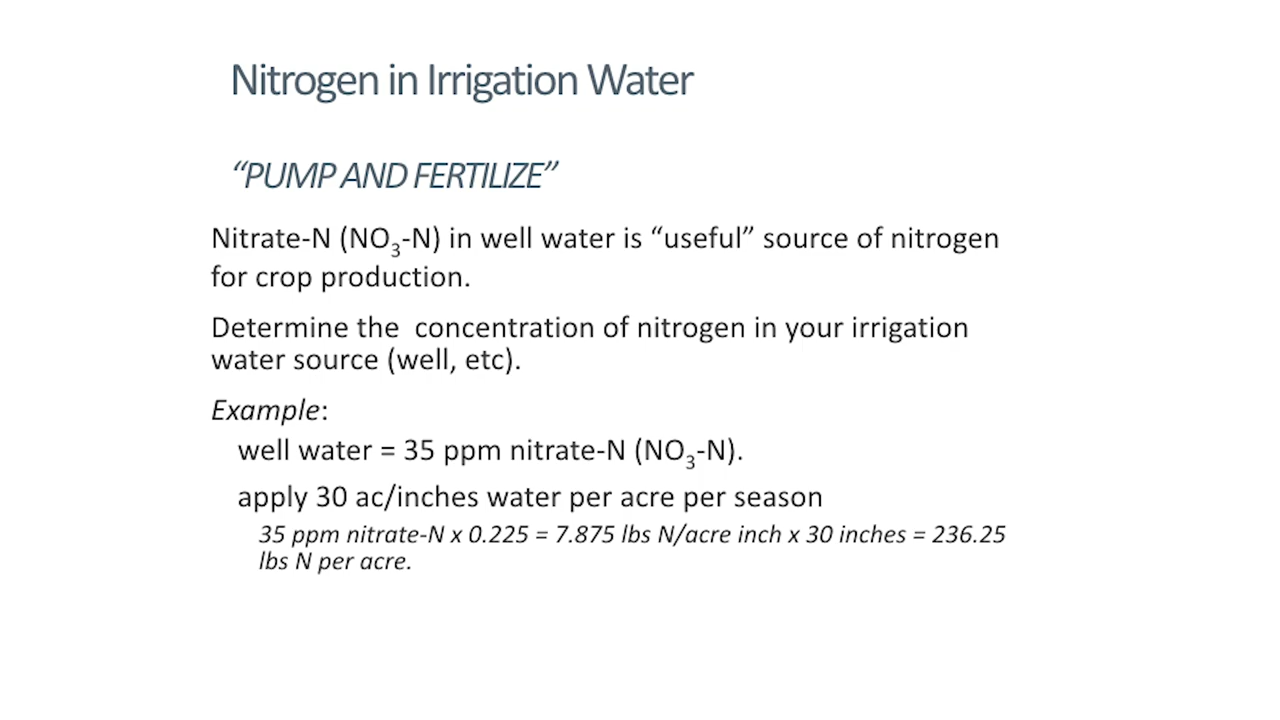 Nitrogen in Irrigation Water
“PUMP AND FERTILIZE”
Nitrate-N (NO₃-N) in well water is “useful” source of nitrogen
for crop production.
Determine the  concentration of nitrogen in your irrigation
water source (well, etc).
Example:
well water = 35 ppm nitrate-N (NO₃-N).
apply 30 ac/inches water per acre per season
35 ppm nitrate-N x 0.225 = 7.875 lbs N/acre inch x 30 inches = 236.25
lbs N per acre.